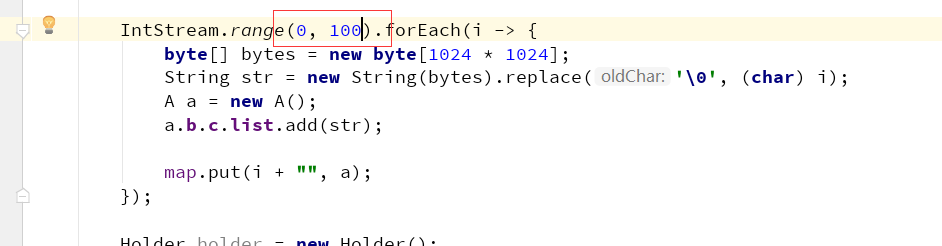 IntStream.range(0, 100).forEach(i -> {
byte[] bytes = new byte[1024 * 1024];
String str = new String(bytes).replace( oldChar: '\0', (char) i);
A a = new A();
a.b.c.list.add(str);
map.put(i + "", a);
});
Holder holder = new Holder();